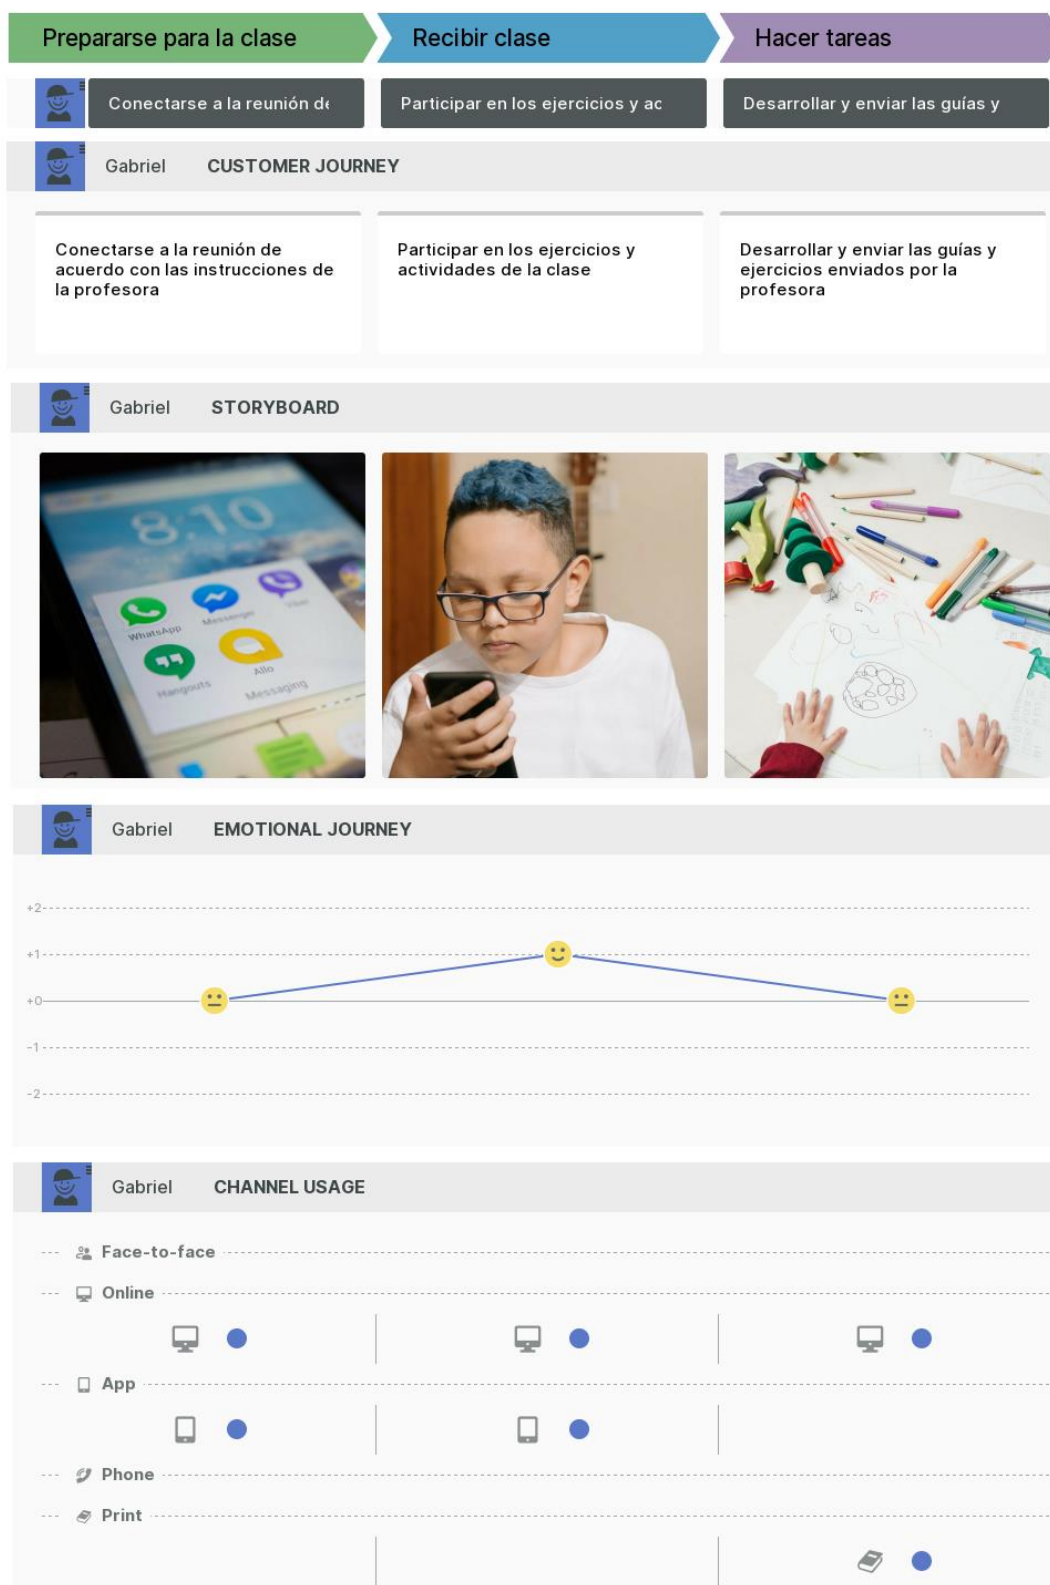 Prepararse para la clase
Recibir clase
Hacer tareas
Conectarse a la reunión de
Participar en los ejercicios y ac
Desarrollar y enviar las guías y
Gabriel CUSTOMER JOURNEY
Conectarse a la reunión de
acuerdo con las instrucciones de
la profesora
Participar en los ejercicios y
actividades de la clase
Desarrollar y enviar las guías y
ejercicios enviados por la
profesora
Gabriel STORYBOARD
8:10
WhatsApp
Messenger
Viber
Hangouts
Allo
Messaging
Gabriel EMOTIONAL JOURNEY
+2
+1
+0
-1
-2
Gabriel CHANNEL USAGE
Face-to-face
Online
App
Phone
Print